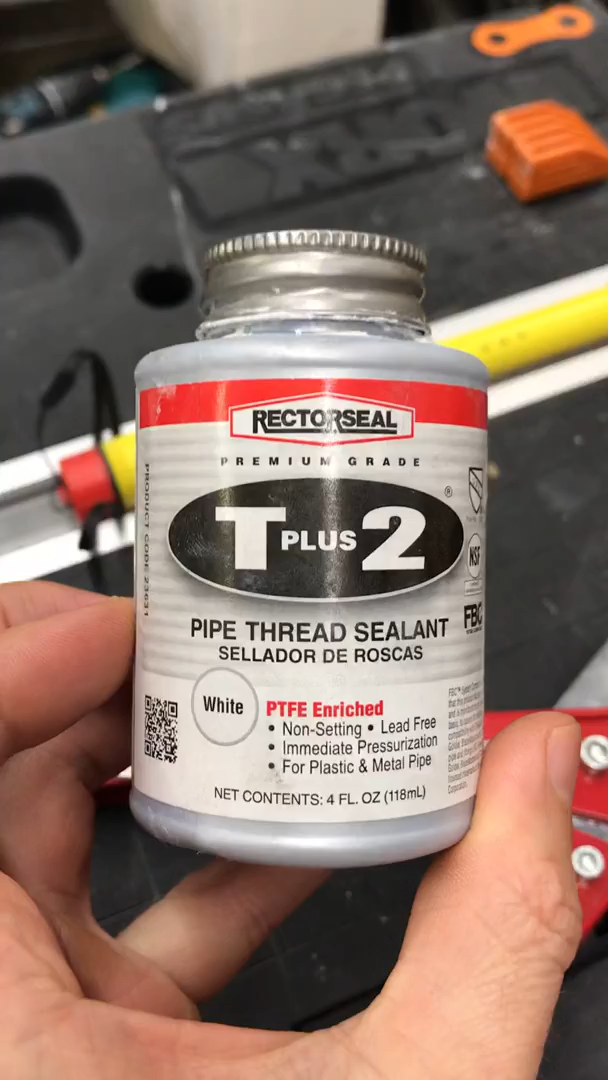 RECTORSEAL
PREMIUM GRADE
T PLUS 2 ®
PIPE THREAD SEALANT
SELLADOR DE ROSCAS
White
PTFE Enriched
• Non-Setting • Lead Free
• Immediate Pressurization
• For Plastic & Metal Pipe
NET CONTENTS: 4 FL. OZ (118mL)
PRODUCT CODE 23631
NSF
FBC